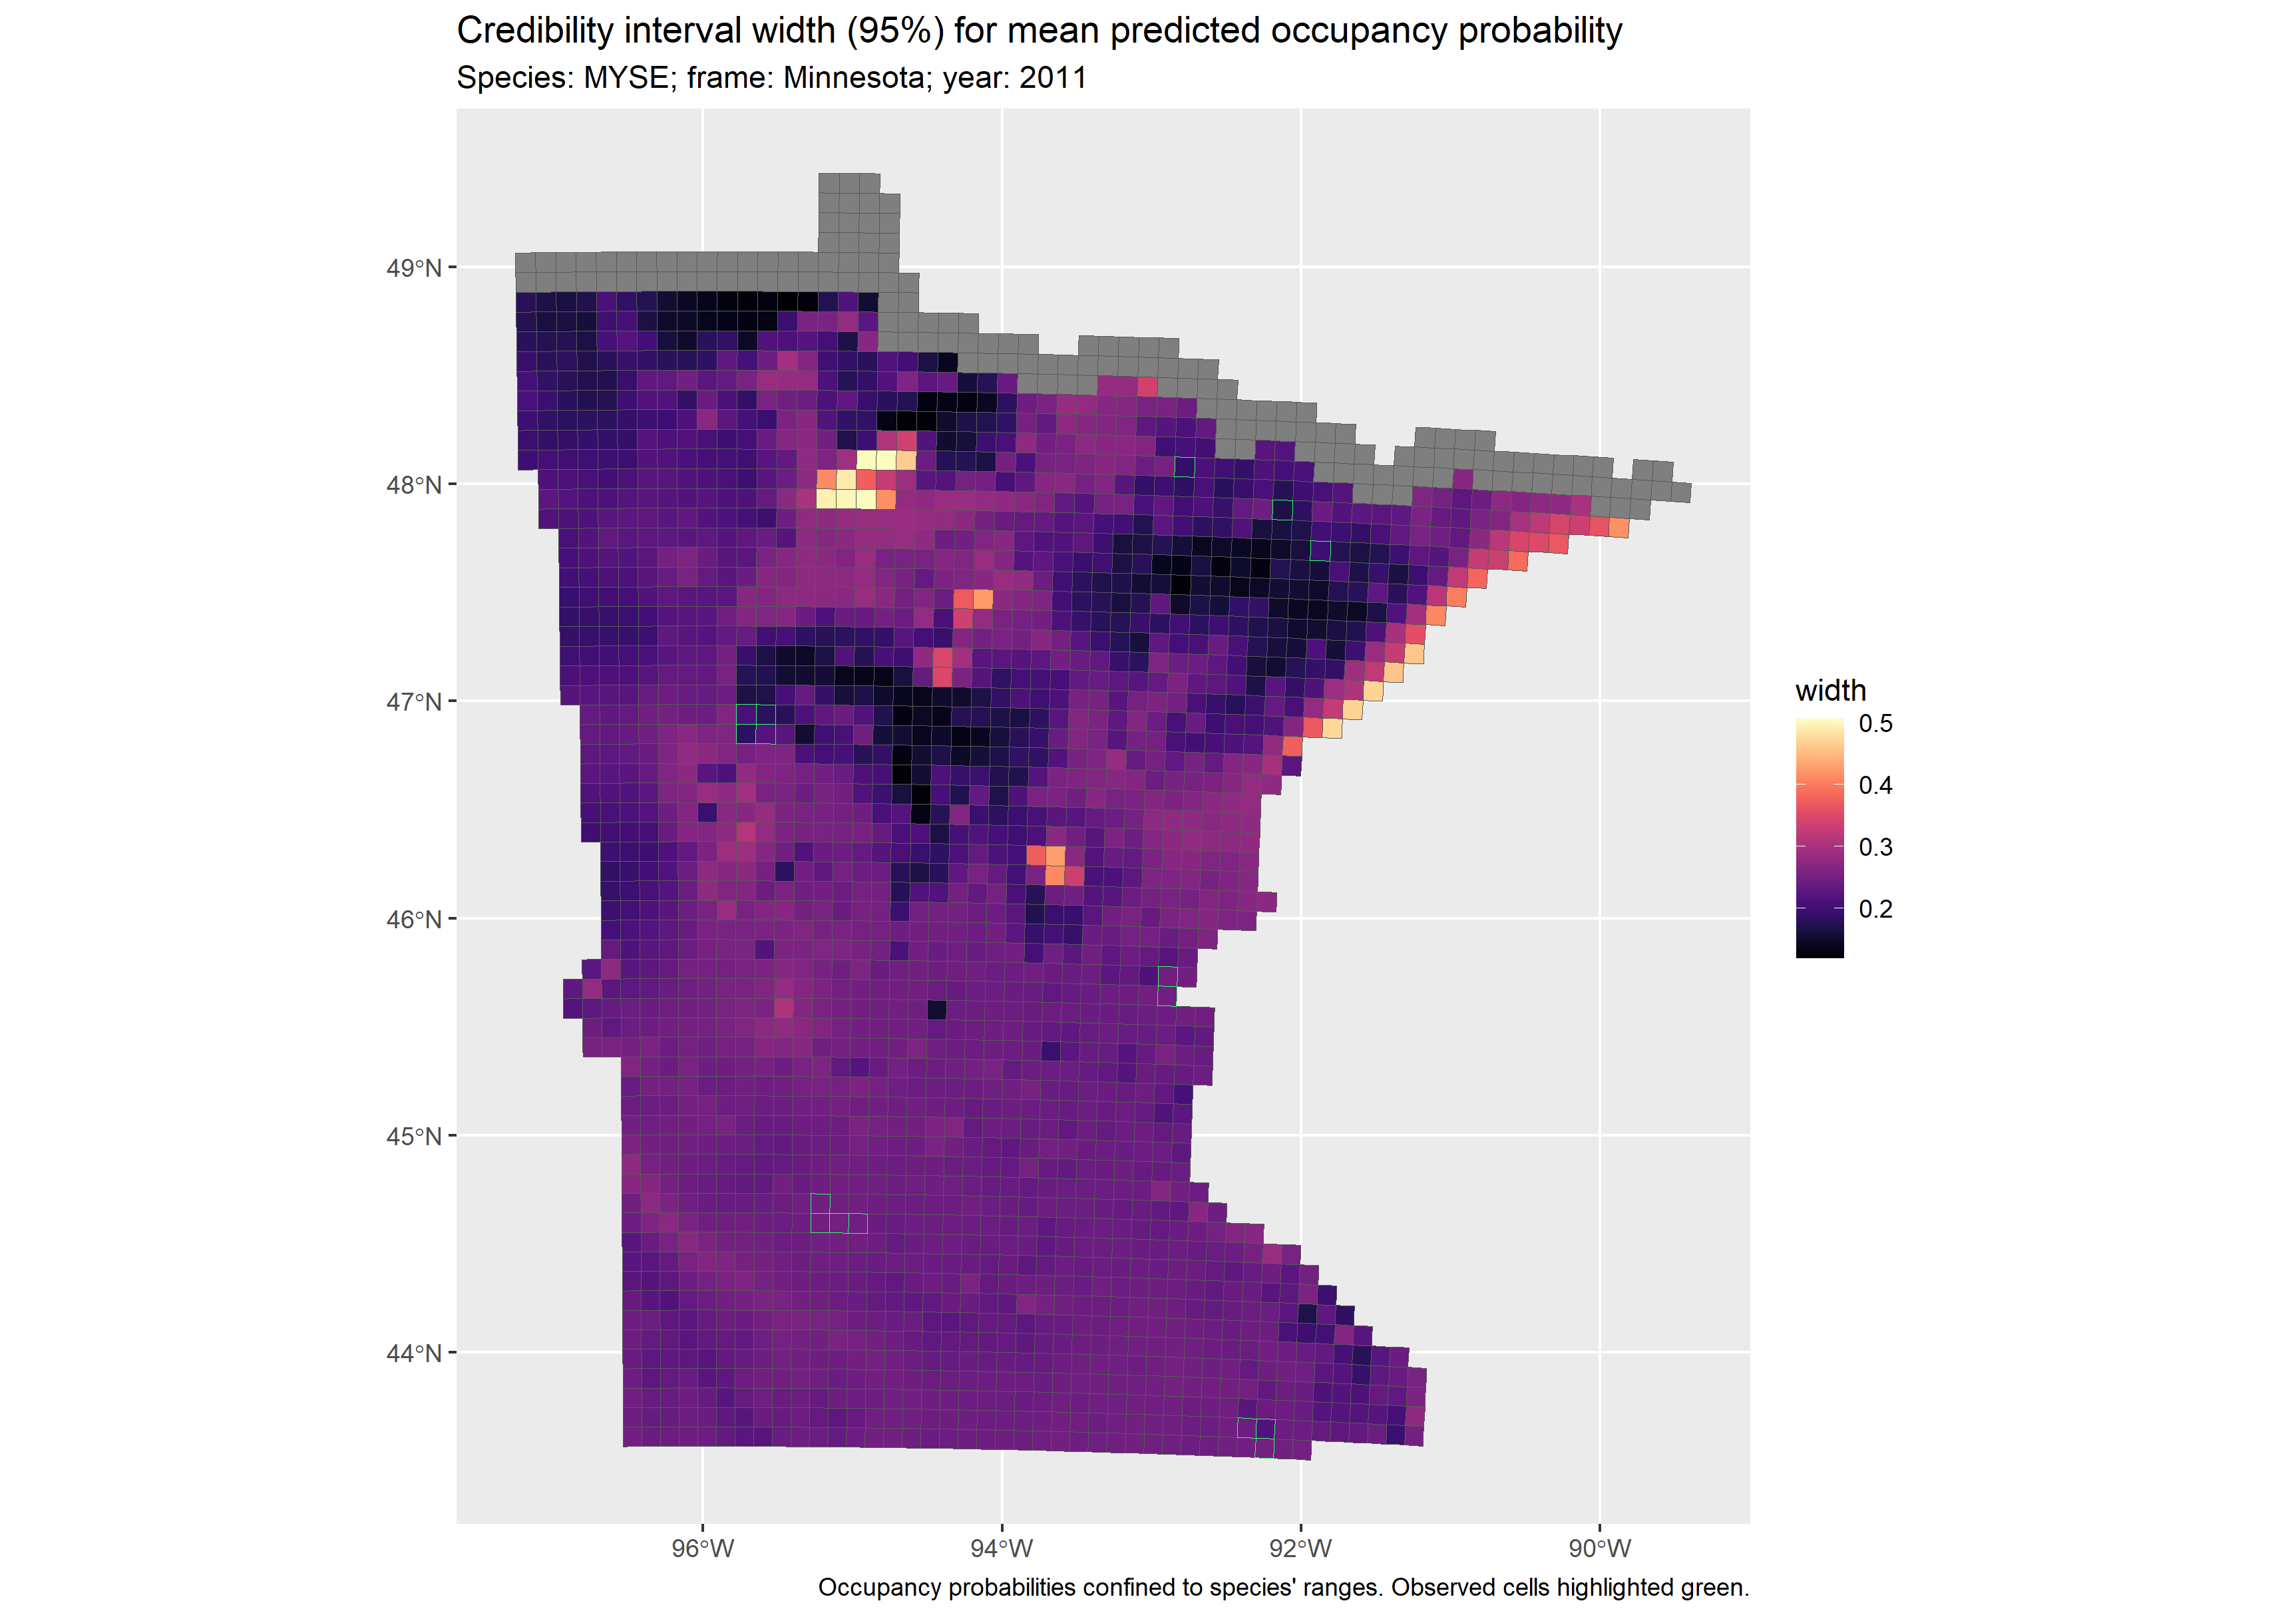 Credibility interval width (95%) for mean predicted occupancy probability
Species: MYSE; frame: Minnesota; year: 2011
49°N
48°N
47°N
46°N
45°N
44°N
width
0.5
0.4
0.3
0.2
96°W 94°W 92°W 90°W
Occupancy probabilities confined to species' ranges. Observed cells highlighted green.